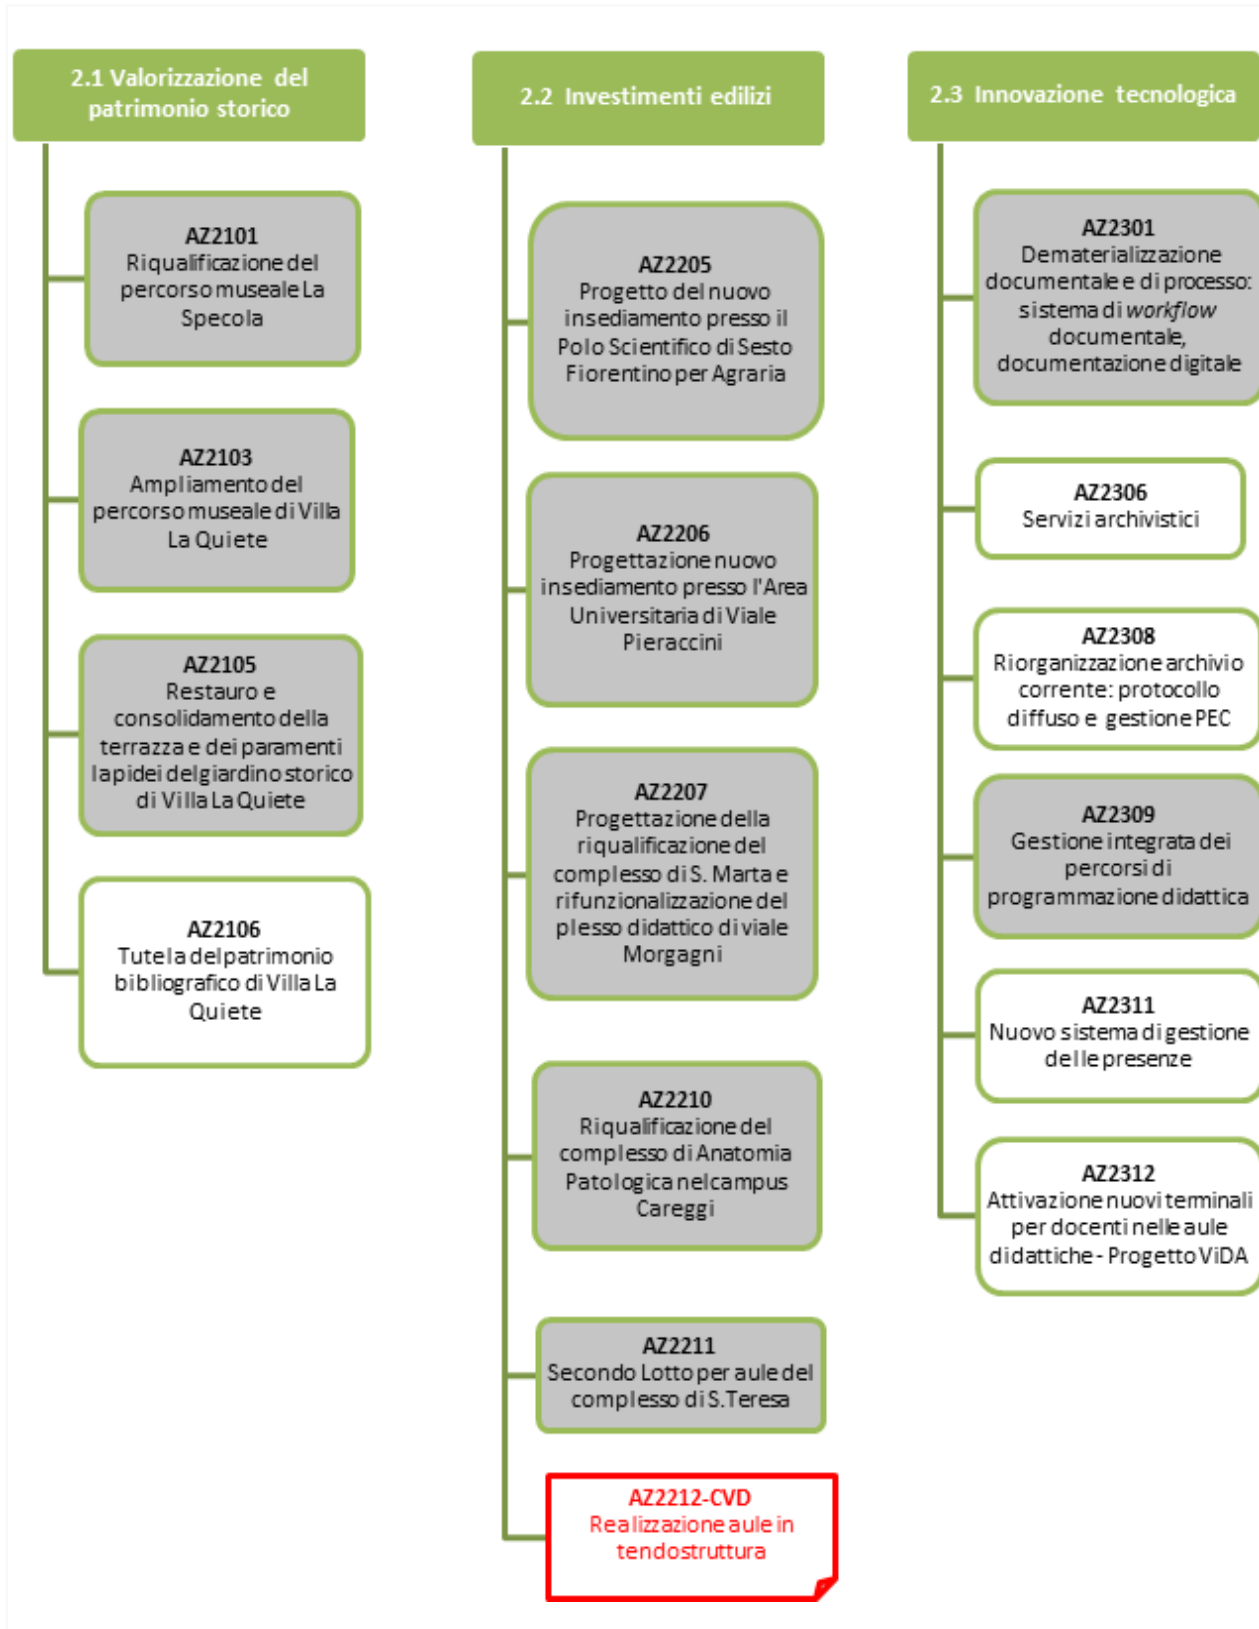 2.1 Valorizzazione del
patrimonio storico
AZ2101
Riqualificazione del
percorso museale La
Specola
AZ2103
Ampliamento del
percorso museale di Villa
La Quiete
AZ2105
Restauro e
consolidamento della
terrazza e dei paramenti
lapidei del giardino storico
di Villa La Quiete
AZ2106
Tutela del patrimonio
bibliografico di Villa La
Quiete
2.2 Investimenti edilizi
AZ2205
Progetto del nuovo
insediamento presso il
Polo Scientifico di Sesto
Fiorentino per Agraria
AZ2206
Progettazione nuovo
insediamento presso l'Area
Universitaria di Viale
Pieraccini
AZ2207
Progettazione della
riqualificazione del
complesso di S. Marta e
rifunzionalizzazione del
plesso didattico di viale
Morgagni
AZ2210
Riqualificazione del
complesso di Anatomia
Patologica nel campus
Careggi
AZ2211
Secondo Lotto per aule del
complesso di S.Teresa
AZ2212-CVD
Realizzazione aule in
tendostruttura
2.3 Innovazione tecnologica
AZ2301
Dematerializzazione
documentale e di processo:
sistema di workflow
documentale,
documentazione digitale
AZ2306
Servizi archivistici
AZ2308
Riorganizzazione archivio
corrente: protocollo
diffuso e gestione PEC
AZ2309
Gestione integrata dei
percorsi di
programmazione didattica
AZ2311
Nuovo sistema di gestione
delle presenze
AZ2312
Attivazione nuovi terminali
per docenti nelle aule
didattiche - Progetto ViDA